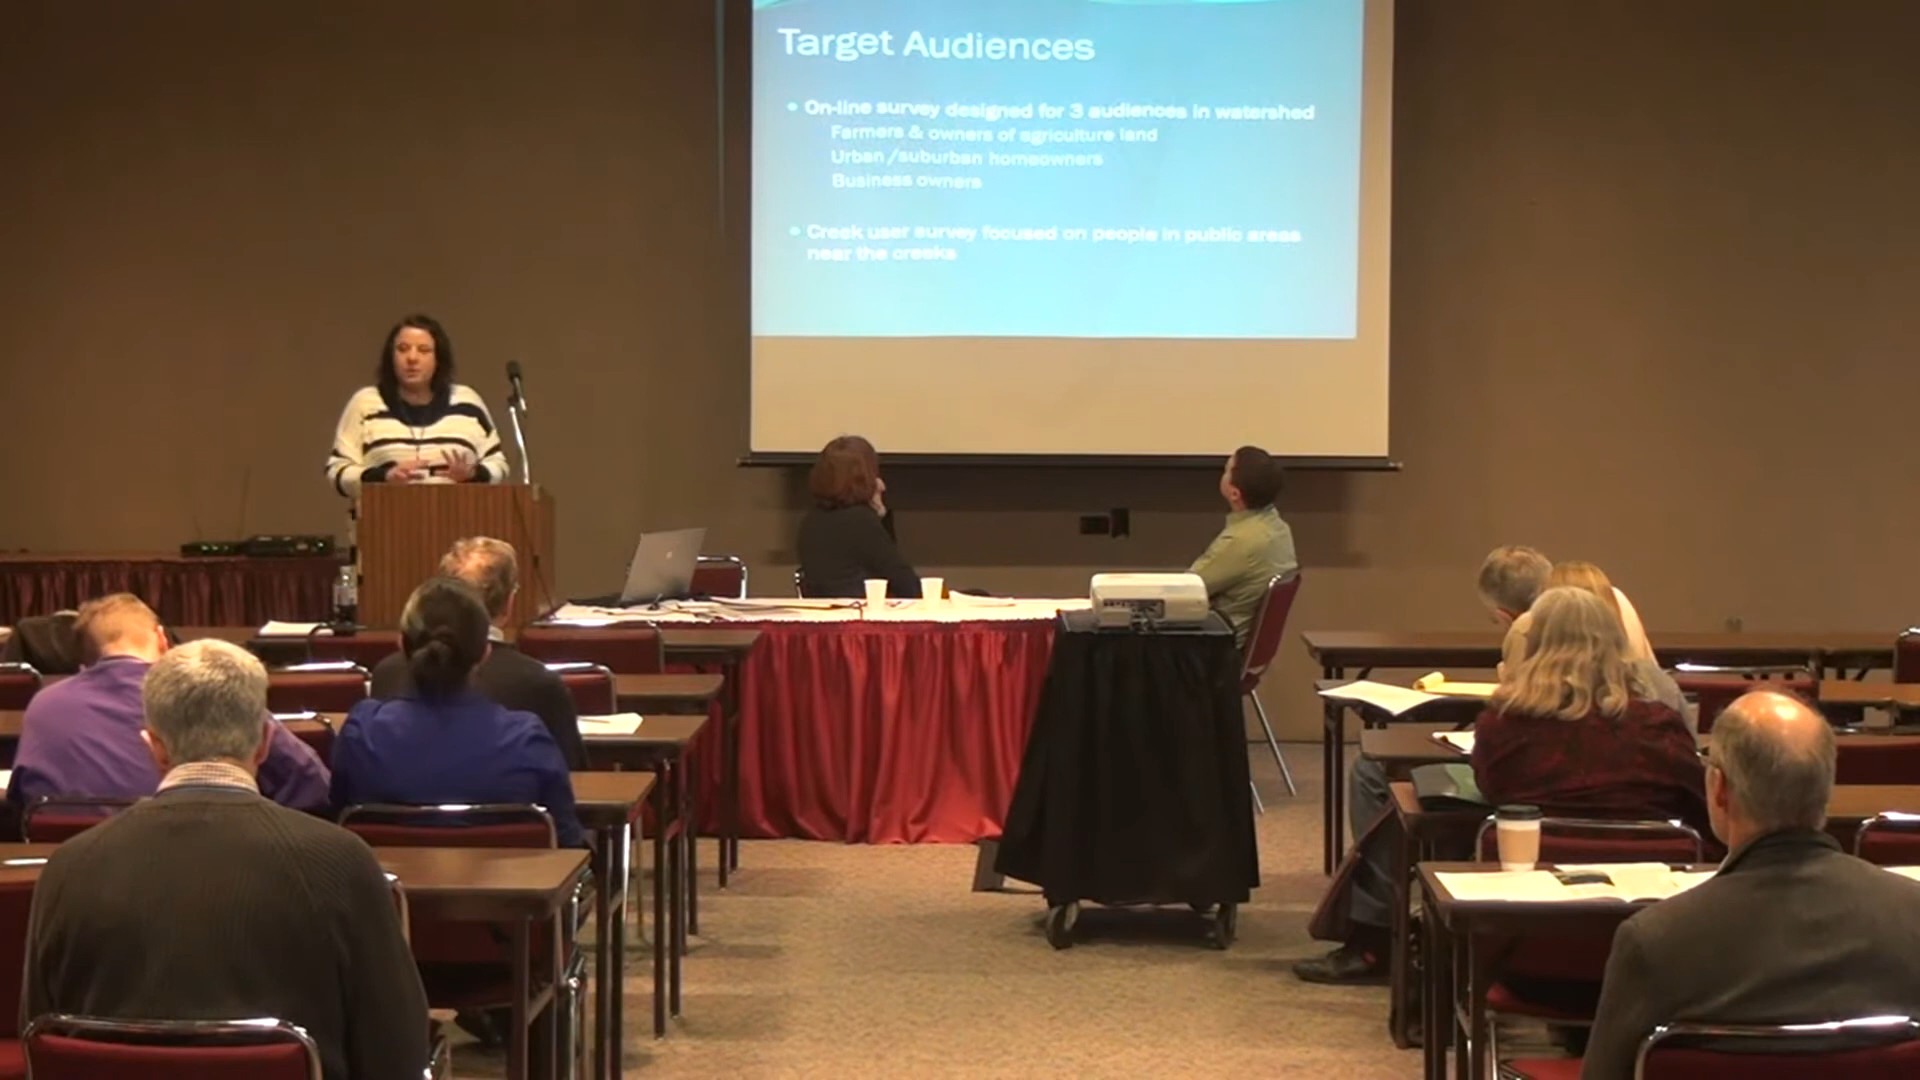 Target Audiences
On-line survey designed for 3 audiences in watershed
Farmers & owners of agriculture land
Urban /suburban homeowners
Business owners
Creek user survey focused on people in public areas
near the creeks